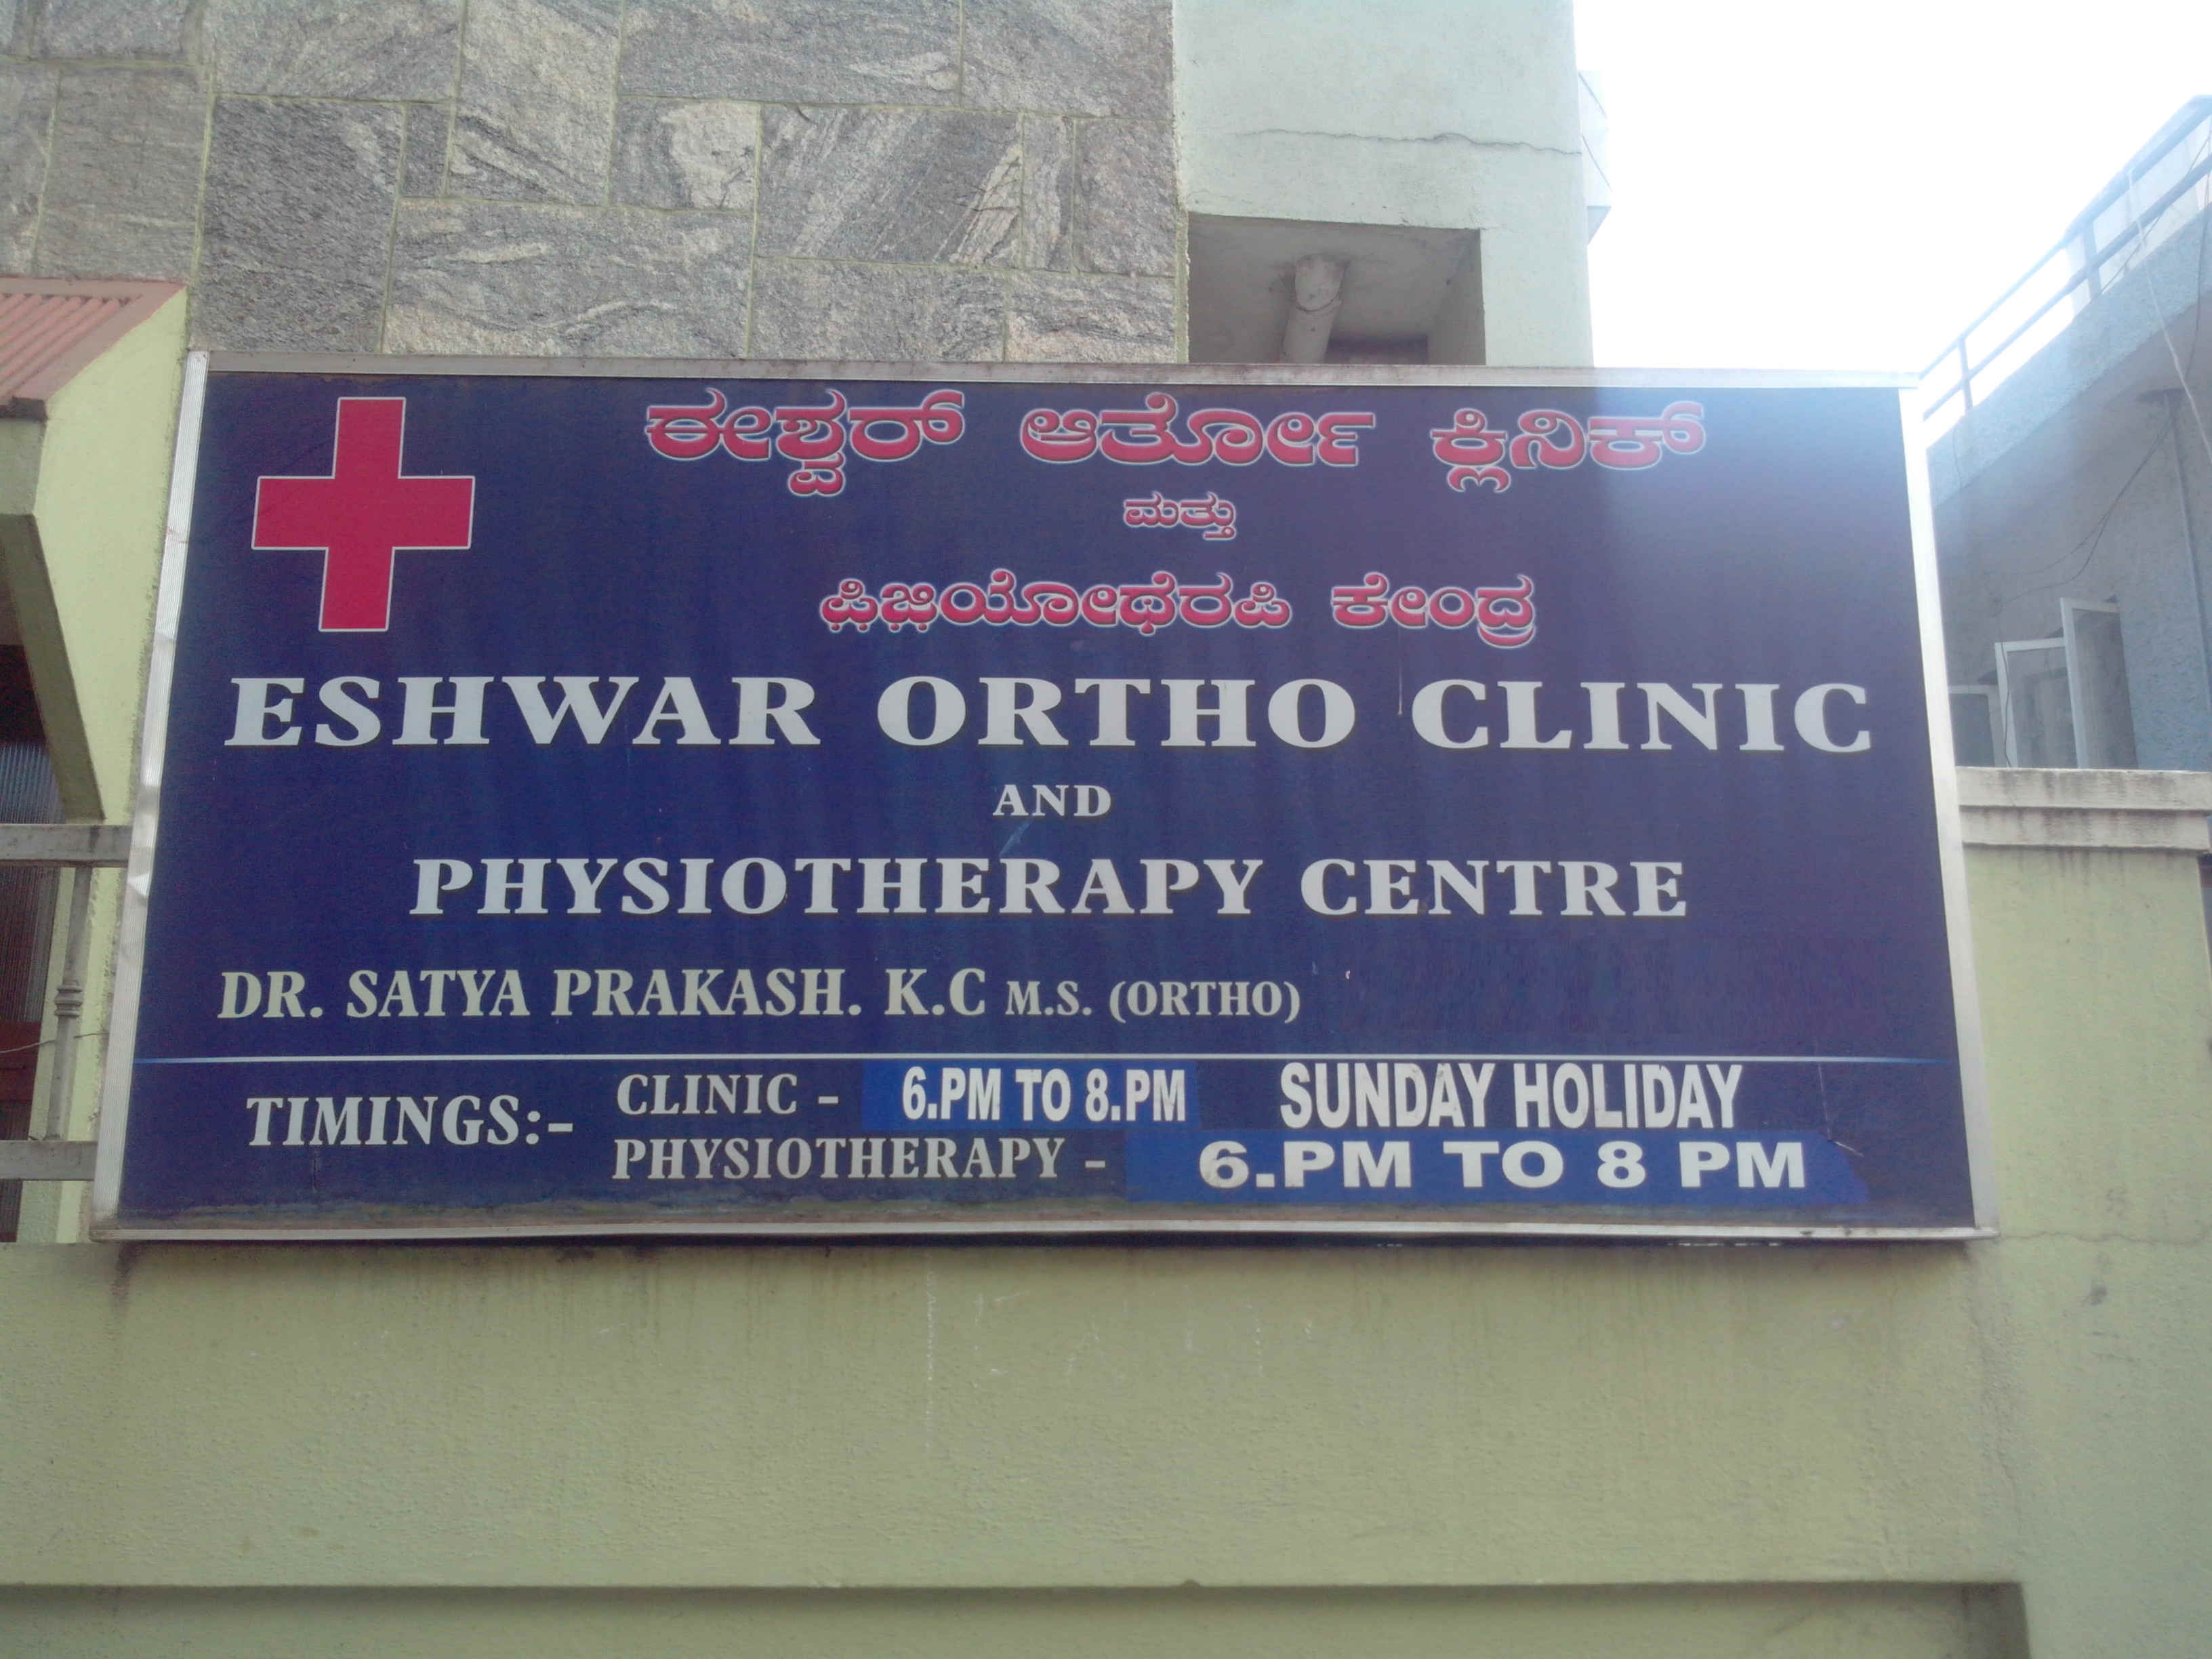 ಈಶ್ವರ್ ಆರ್ತೋ ಕ್ಲಿನಿಕ್
ಮತ್ತು
ಫಿಜಿಯೋಥೆರಪಿ ಕೇಂದ್ರ
ESHWAR ORTHO CLINIC
AND
PHYSIOTHERAPY CENTRE
DR. SATYA PRAKASH. K.C M.S. (ORTHO)
TIMINGS:- CLINIC - 6.PM TO 8.PM SUNDAY HOLIDAY
PHYSIOTHERAPY - 6.PM TO 8 PM